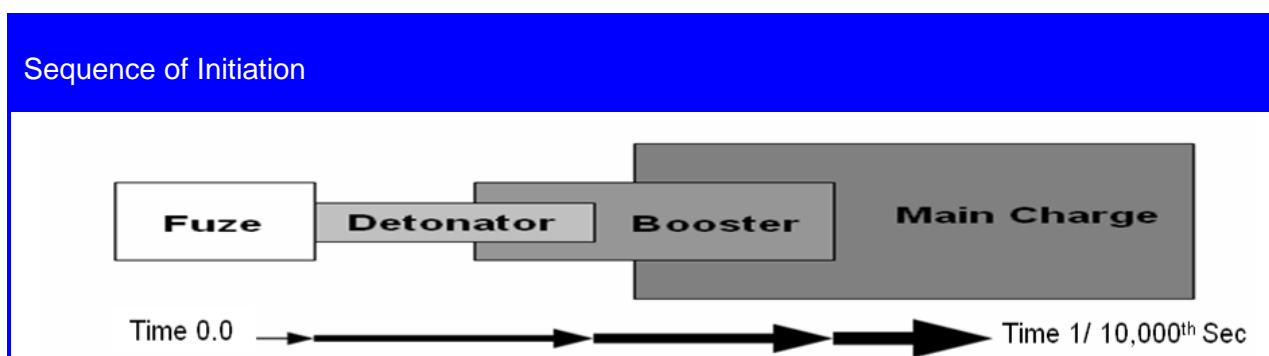 Sequence of Initiation
Fuze Detonator Booster Main Charge
Time 0.0 Time 1/ 10,000th Sec